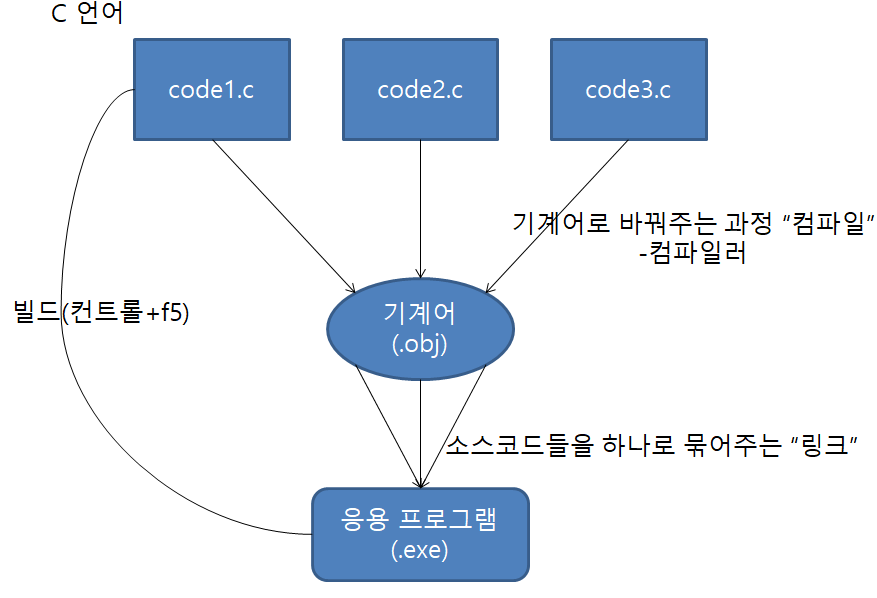 C 언어
code1.c
code2.c
code3.c
기계어로 바꿔주는 과정 “컴파일”
-컴파일러
빌드(컨트롤+f5)
기계어
(.obj)
소스코드들을 하나로 묶어주는 “링크”
응용 프로그램
(.exe)